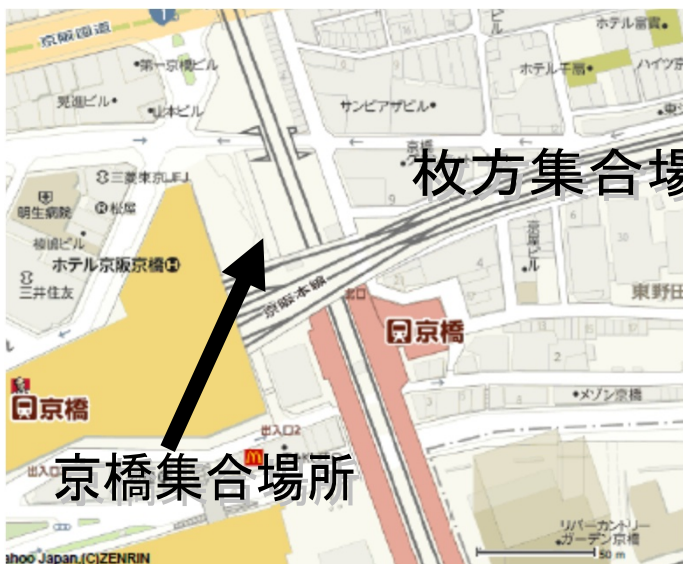 京阪国道
1
ホテル富貴
第一京橋ビル
ホテル千扇
ハイツ京
晃進ビル
山本ビル
サンピアザビル
京橋
枚方集合場
三菱東京UFJ
明生病院
松屋
9
6
30
ホテル京阪京橋
三井住友
4
京阪本線
北口
東野田
京橋
2
メゾン京橋
京橋
出入口2
京橋集合場所
リバーカントリー
ガーデン京橋
50 m
ahoo Japan,(C)ZENRIN